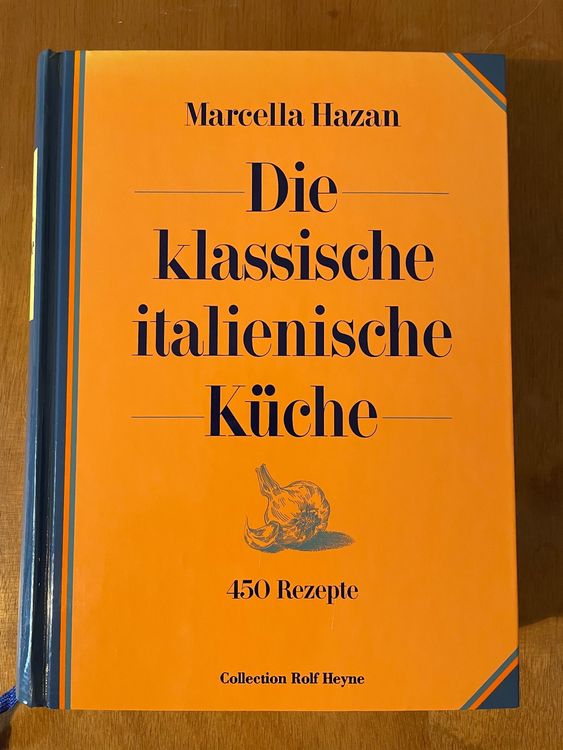 Marcella Hazan
Die
klassische
italienische
Küche
450 Rezepte
Collection Rolf Heyne